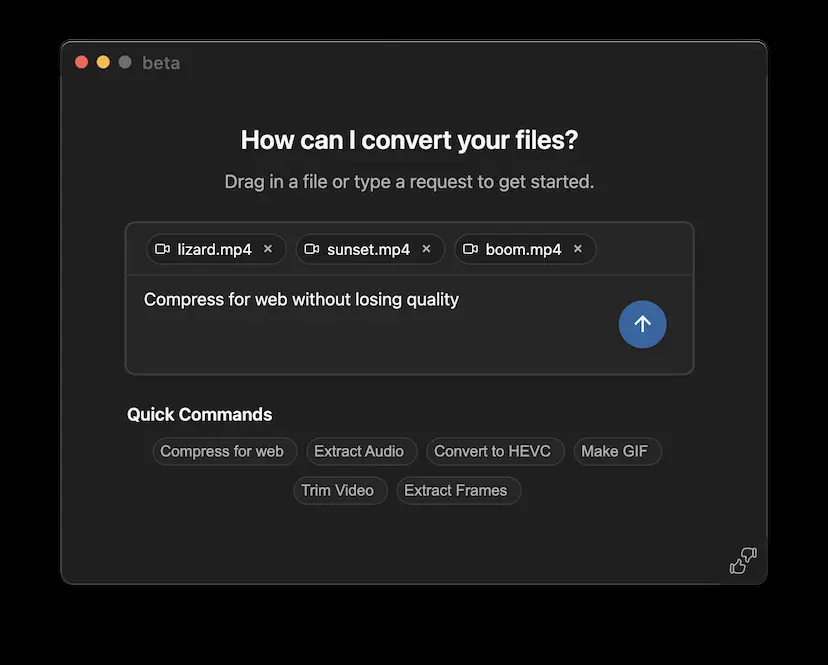 beta
How can I convert your files?
Drag in a file or type a request to get started.
lizard.mp4 × sunset.mp4 × boom.mp4 ×
Compress for web without losing quality
Quick Commands
Compress for web Extract Audio Convert to HEVC Make GIF
Trim Video Extract Frames